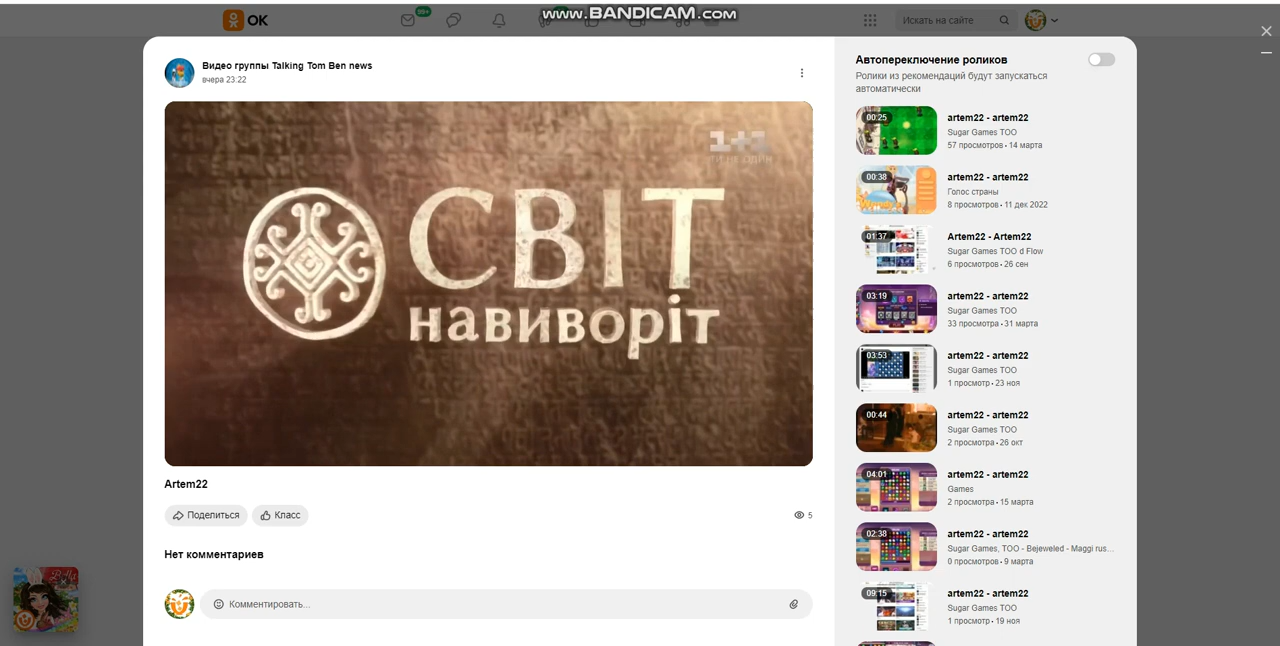 www.BANDICAM.com
OK
99+
Искать на сайте
Видео группы Talking Tom Ben news
вчера 23:22
1+1
ТИ НЕ ОДИН
СВІТ
навиворіт
Artem22
Поделиться
Класс
5
Нет комментариев
Комментировать...
Автопереключение роликов
Ролики из рекомендаций будут запускаться
автоматически
00:25
artem22 - artem22
Sugar Games TOO
57 просмотров • 14 марта
00:38
artem22 - artem22
Голос страны
8 просмотров • 11 дек 2022
01:37
Artem22 - Artem22
Sugar Games TOO d Flow
6 просмотров • 26 сен
03:19
artem22 - artem22
Sugar Games TOO
33 просмотра • 31 марта
03:53
artem22 - artem22
Sugar Games TOO
1 просмотр • 23 ноя
00:44
artem22 - artem22
Sugar Games TOO
2 просмотра • 26 окт
04:01
artem22 - artem22
Games
2 просмотра • 15 марта
02:38
artem22 - artem22
Sugar Games, TOO - Bejeweled - Maggi rus...
0 просмотров • 9 марта
09:15
artem22 - artem22
Sugar Games TOO
1 просмотр • 19 ноя